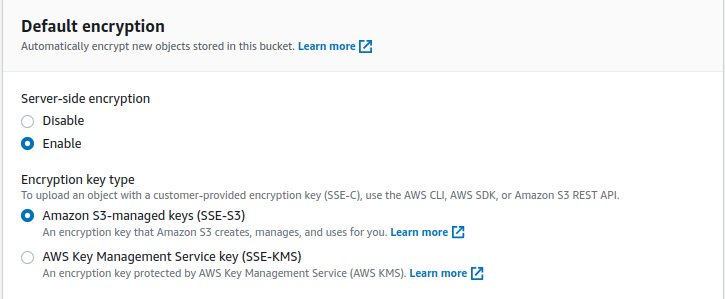 Default encryption
Automatically encrypt new objects stored in this bucket. Learn more
Server-side encryption
Disable
Enable
Encryption key type
To upload an object with a customer-provided encryption key (SSE-C), use the AWS CLI, AWS SDK, or Amazon S3 REST API.
Amazon S3-managed keys (SSE-S3)
An encryption key that Amazon S3 creates, manages, and uses for you. Learn more
AWS Key Management Service key (SSE-KMS)
An encryption key protected by AWS Key Management Service (AWS KMS). Learn more